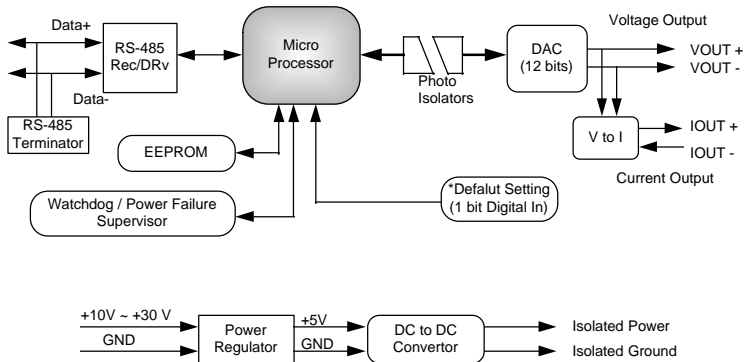 Data+
RS-485
Rec/DRv
Data-
RS-485
Terminator
Micro
Processor
Photo
Isolators
DAC
(12 bits)
Voltage Output
VOUT +
VOUT -
V to I
IOUT +
IOUT -
Current Output
EEPROM
Watchdog / Power Failure
Supervisor
*Defalut Setting
(1 bit Digital In)
+10V ~ +30 V
GND
Power
Regulator
+5V
GND
DC to DC
Convertor
Isolated Power
Isolated Ground